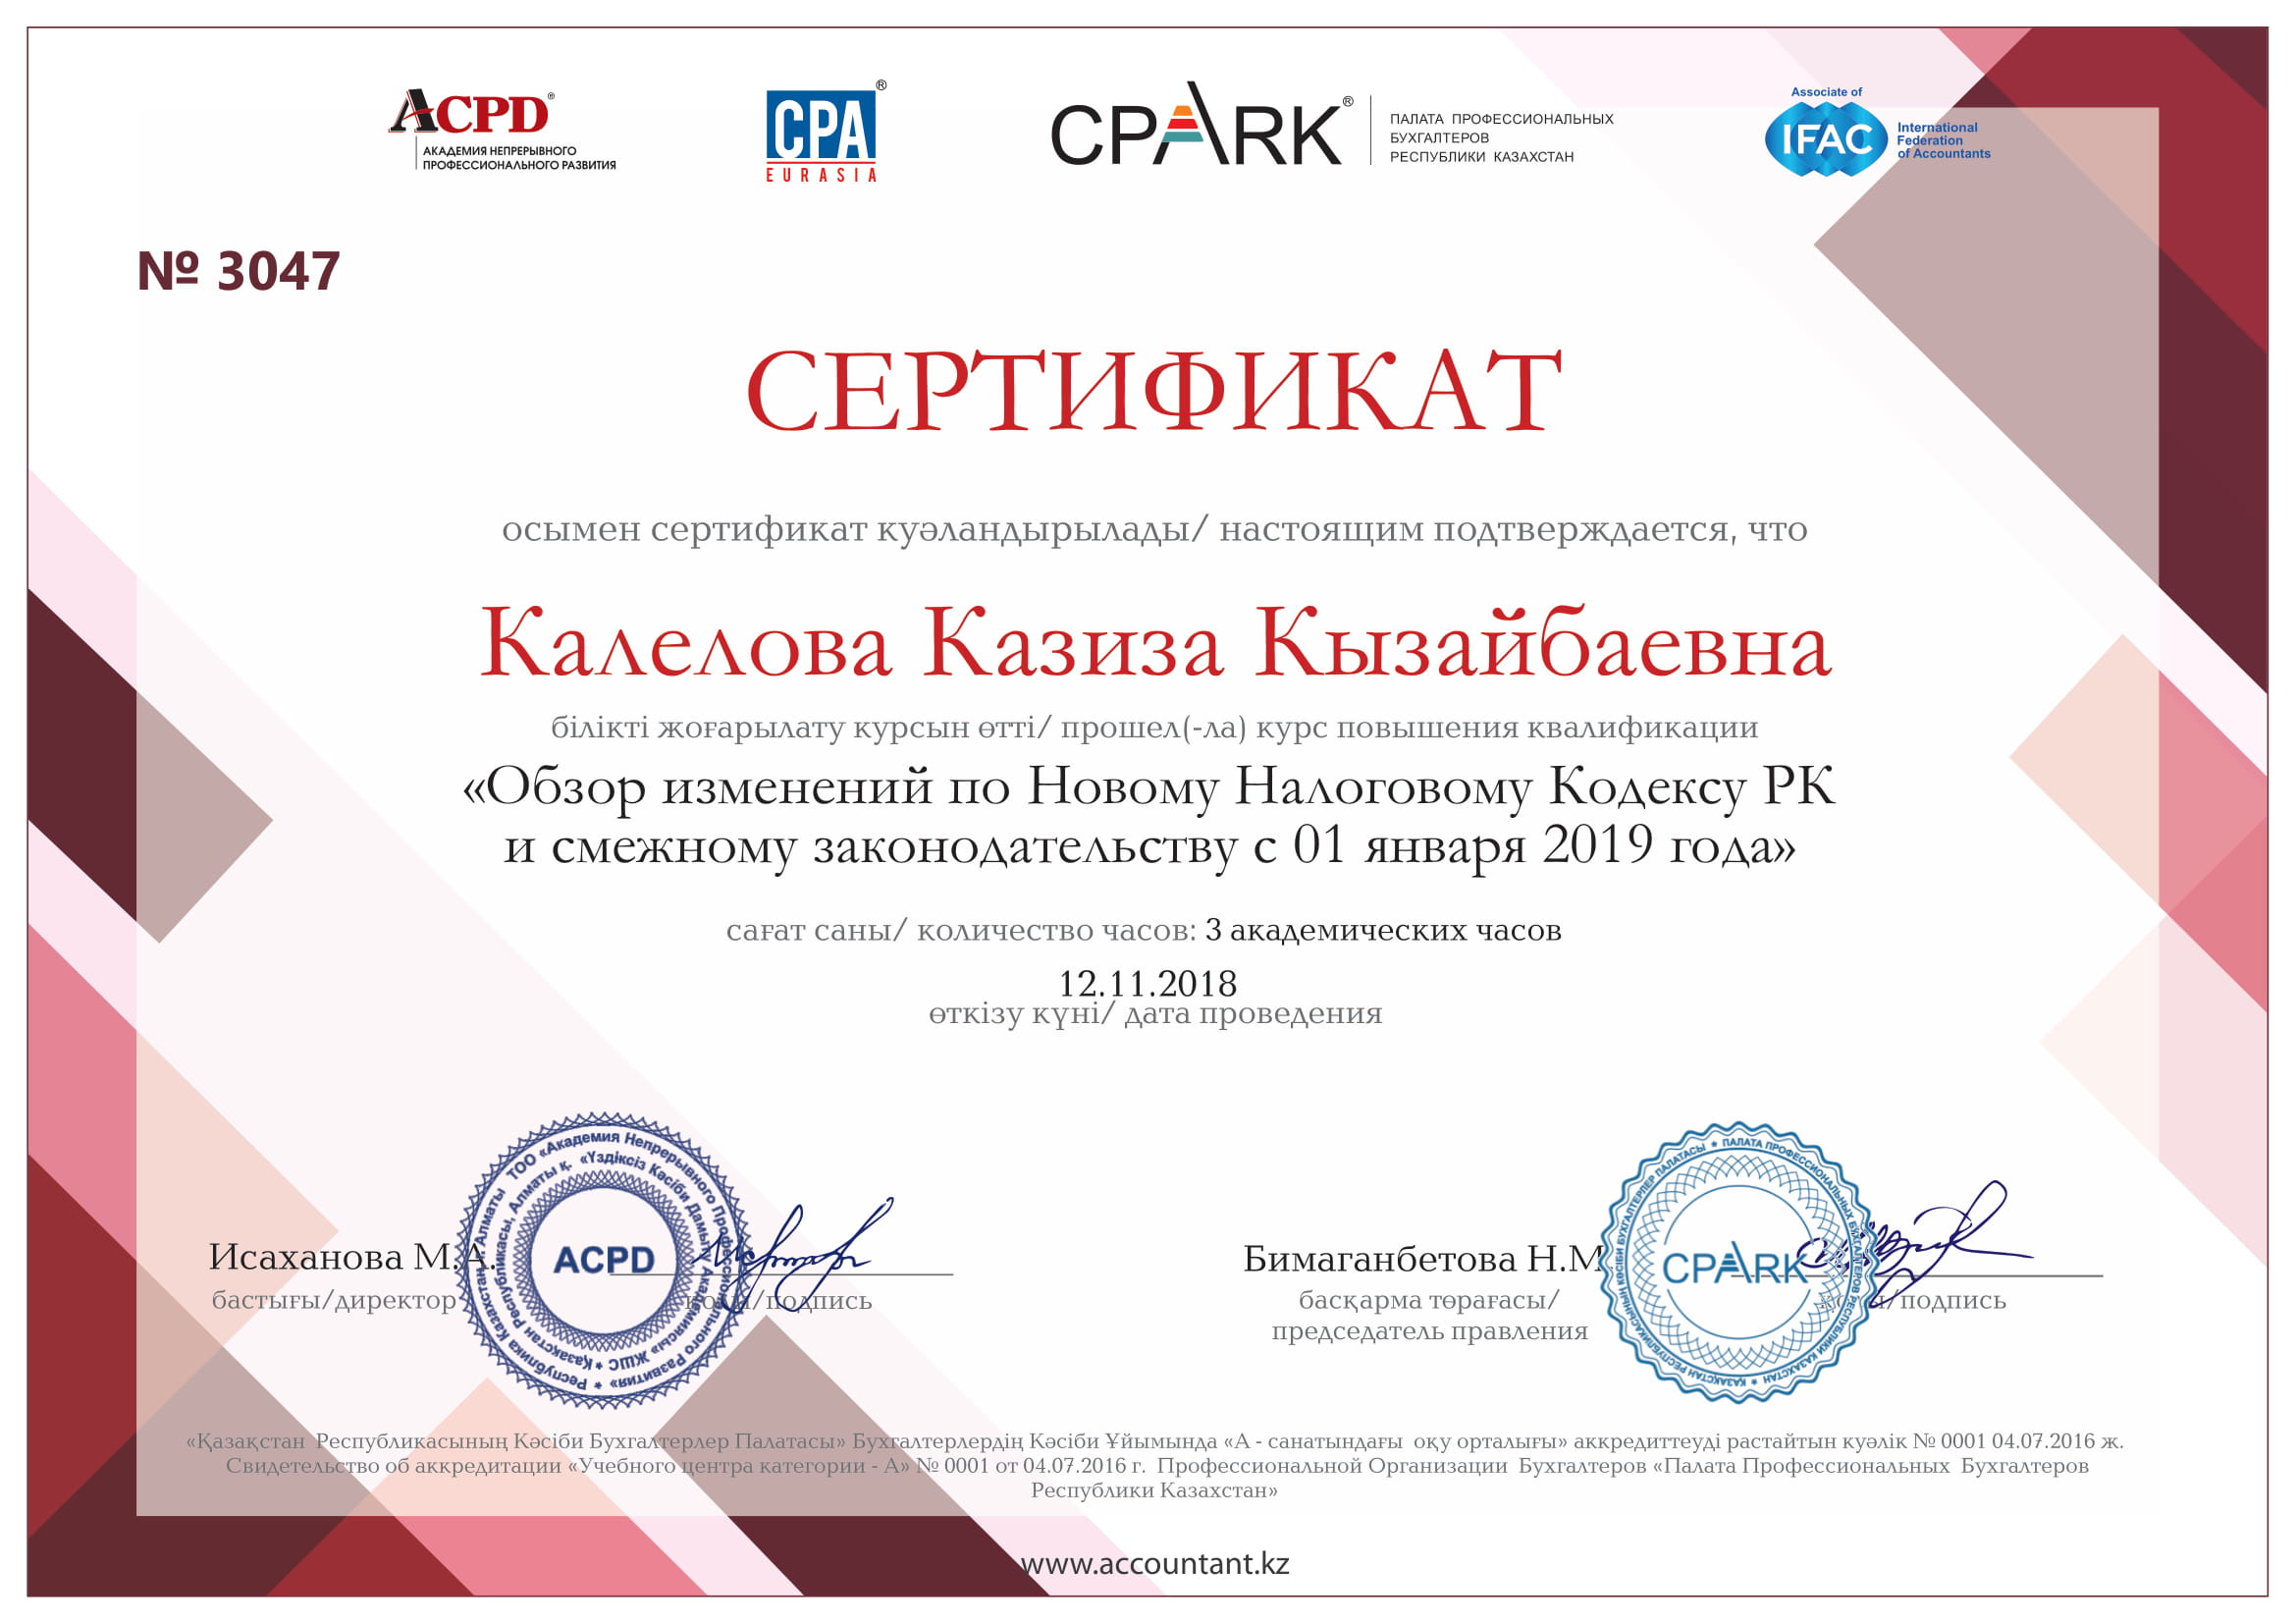 ACPD®
АКАДЕМИЯ НЕПРЕРЫВНОГО
ПРОФЕССИОНАЛЬНОГО РАЗВИТИЯ
CPA®
EURASIA
CPARK®
ПАЛАТА ПРОФЕССИОНАЛЬНЫХ
БУХГАЛТЕРОВ
РЕСПУБЛИКИ КАЗАХСТАН
Associate of
IFAC
International
Federation
of Accountants
№ 3047
СЕРТИФИКАТ
осымен сертификат куәландырылады/ настоящим подтверждается, что
Калелова Казиза Кызайбаевна
білікті жоғарылату курсын өтті/ прошел(-ла) курс повышения квалификации
«Обзор изменений по Новому Налоговому Кодексу РК
и смежному законодательству с 01 января 2019 года»
сағат саны/ количество часов: 3 академических часов
12.11.2018
өткізу күні/ дата проведения
Исаханова М.А.
бастығы/директор
қолы/подпись
ТОО «Академия Непрерывного Профессионального Развития» * Республика Казахстан г. Алматы
«Үздіксіз Кәсіби Дамыту Академиясы» ЖШС * Қазақстан Республикасы, Алматы қ.
ACPD
Бимаганбетова Н.М.
басқарма төрағасы/
председатель правления
қолы/подпись
* ПАЛАТА ПРОФЕССИОНАЛЬНЫХ БУХГАЛТЕРОВ РЕСПУБЛИКИ КАЗАХСТАН * ҚАЗАҚСТАН РЕСПУБЛИКАСЫНЫҢ КӘСІБИ БУХГАЛТЕРЛЕР ПАЛАТАСЫ
CPARK
«Қазақстан Республикасының Кәсіби Бухгалтерлер Палатасы» Бухгалтерлердің Кәсіби Ұйымында «А - санатындағы оқу орталығы» аккредиттеуді растайтын куәлік № 0001 04.07.2016 ж.
Свидетельство об аккредитации «Учебного центра категории - А» № 0001 от 04.07.2016 г. Профессиональной Организации Бухгалтеров «Палата Профессиональных Бухгалтеров
Республики Казахстан»
www.accountant.kz